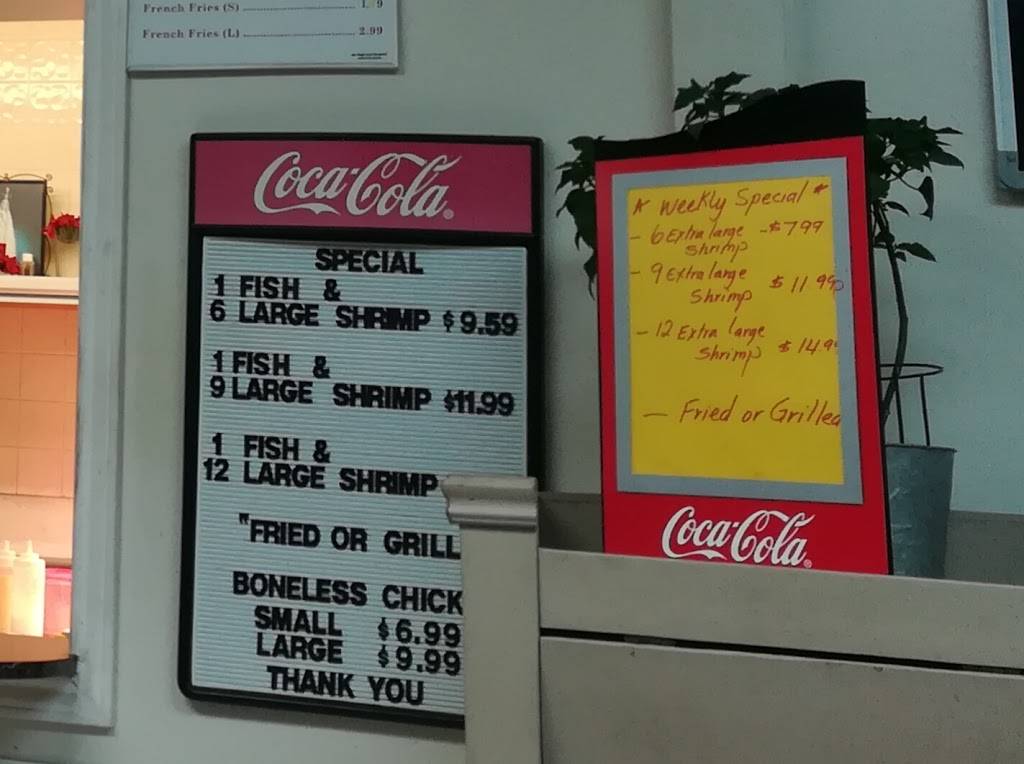 French Fries (S)
French Fries (L) 2.99
Coca-Cola
SPECIAL
1 FISH &
6 LARGE SHRIMP $9.59
1 FISH &
9 LARGE SHRIMP $11.99
1 FISH &
12 LARGE SHRIMP
"FRIED OR GRILL
BONELESS CHICK
SMALL $6.99
LARGE $9.99
THANK YOU
* Weekly Special *
- 6 Extra large - $7.99
Shrimp
- 9 Extra large
Shrimp $11.99
- 12 Extra large
Shrimp $14.9
- Fried or Grilled
Coca-Cola